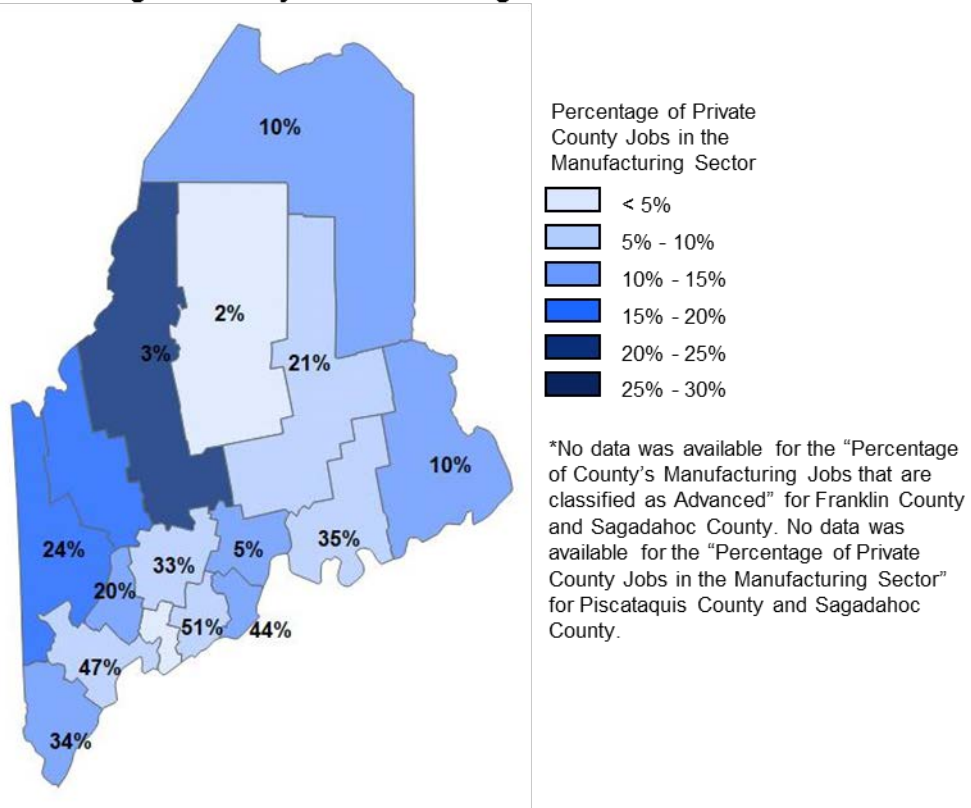 10%
2%
3%
21%
10%
24%
33%
5%
35%
20%
51%
44%
47%
34%
Percentage of Private
County Jobs in the
Manufacturing Sector
< 5%
5% - 10%
10% - 15%
15% - 20%
20% - 25%
25% - 30%
*No data was available for the “Percentage
of County’s Manufacturing Jobs that are
classified as Advanced” for Franklin County
and Sagadahoc County. No data was
available for the “Percentage of Private
County Jobs in the Manufacturing Sector”
for Piscataquis County and Sagadahoc
County.